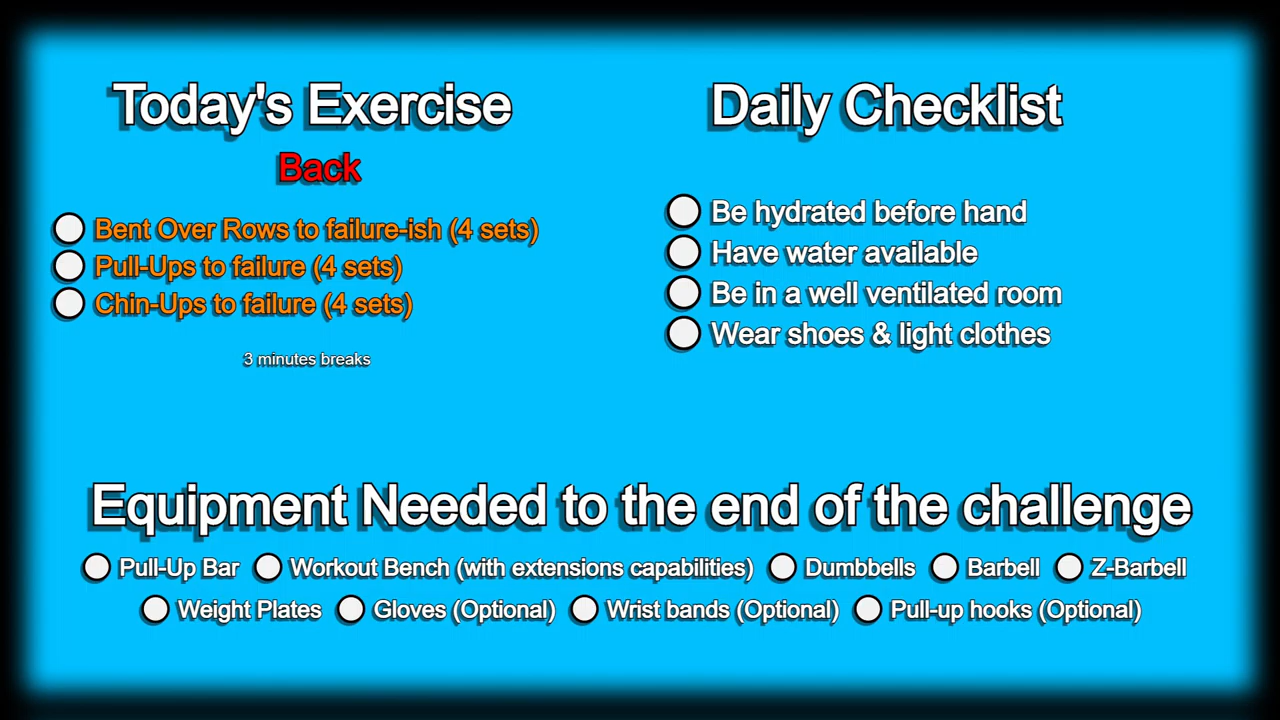 Today's Exercise
Back
Bent Over Rows to failure-ish (4 sets)
Pull-Ups to failure (4 sets)
Chin-Ups to failure (4 sets)
3 minutes breaks
Daily Checklist
Be hydrated before hand
Have water available
Be in a well ventilated room
Wear shoes & light clothes
Equipment Needed to the end of the challenge
Pull-Up Bar Workout Bench (with extensions capabilities) Dumbbells Barbell Z-Barbell
Weight Plates Gloves (Optional) Wrist bands (Optional) Pull-up hooks (Optional)